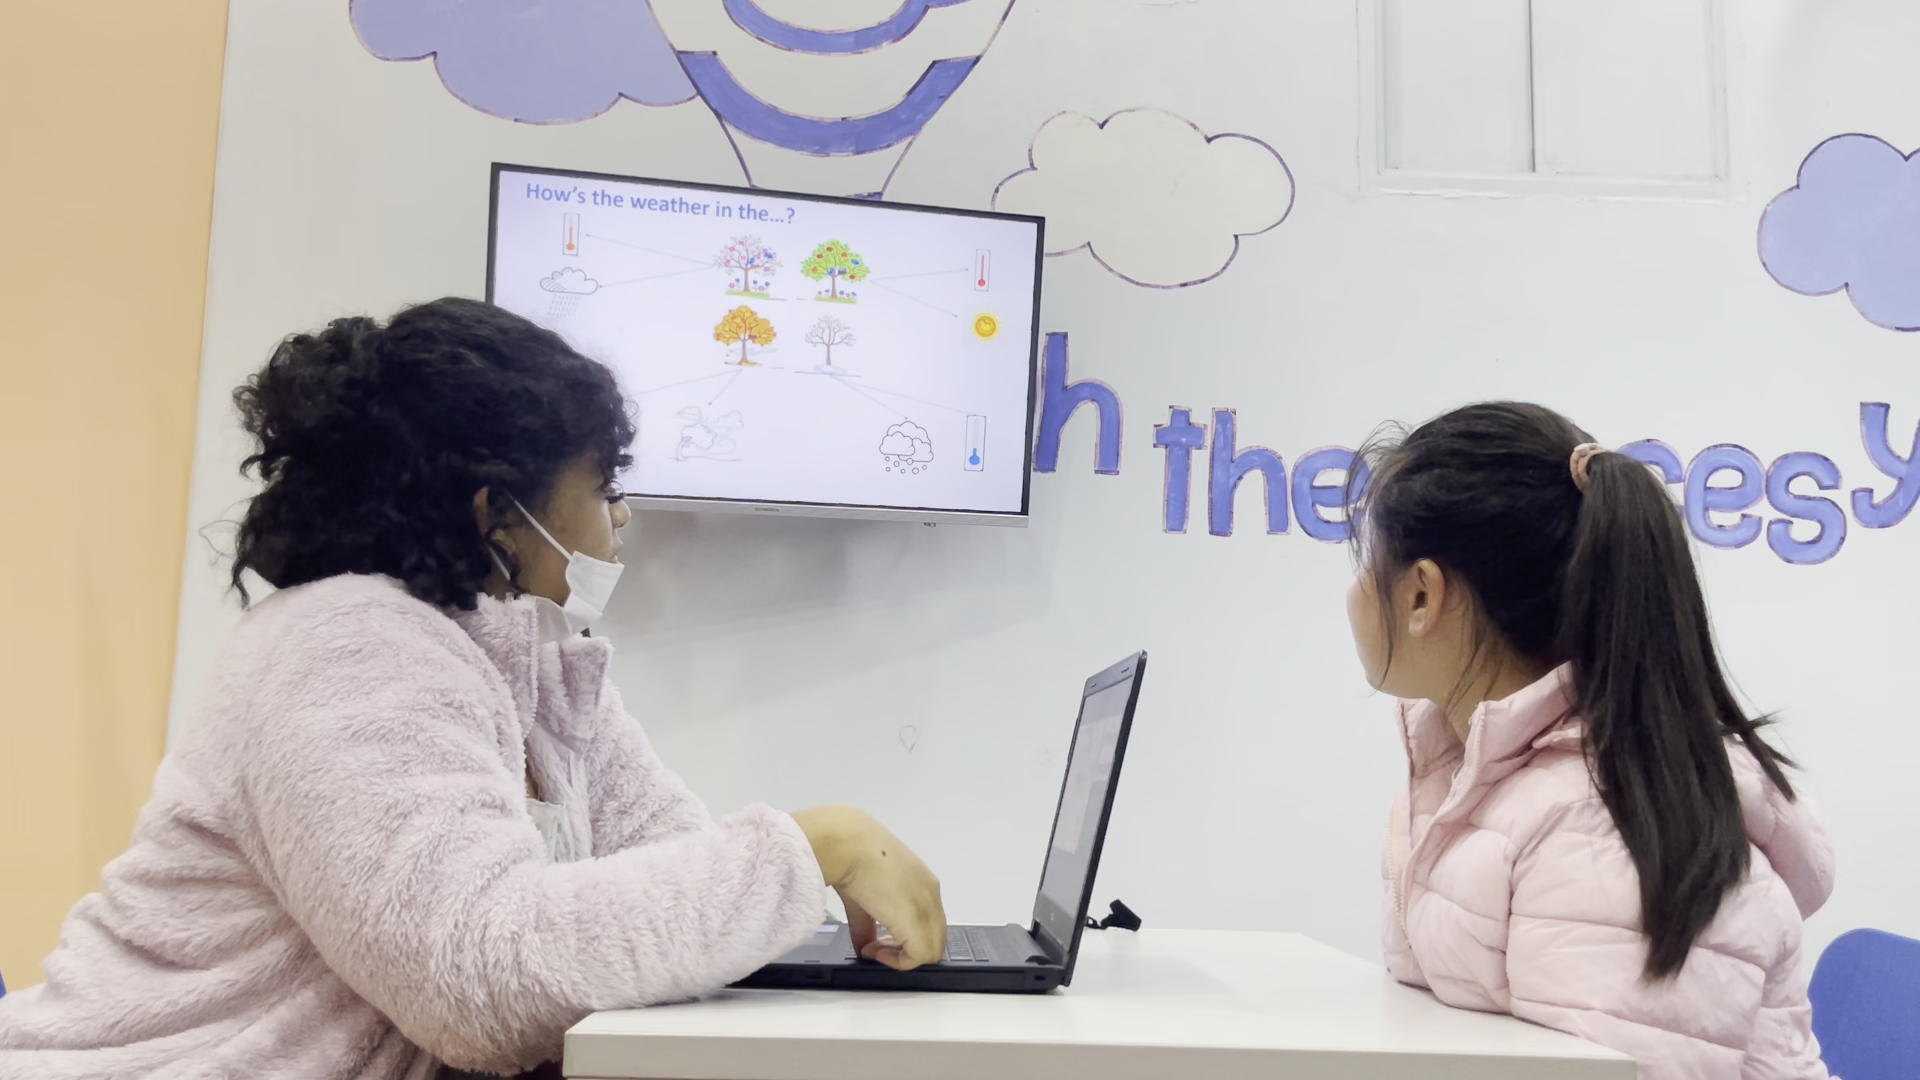 How's the weather in the...?
h the esy